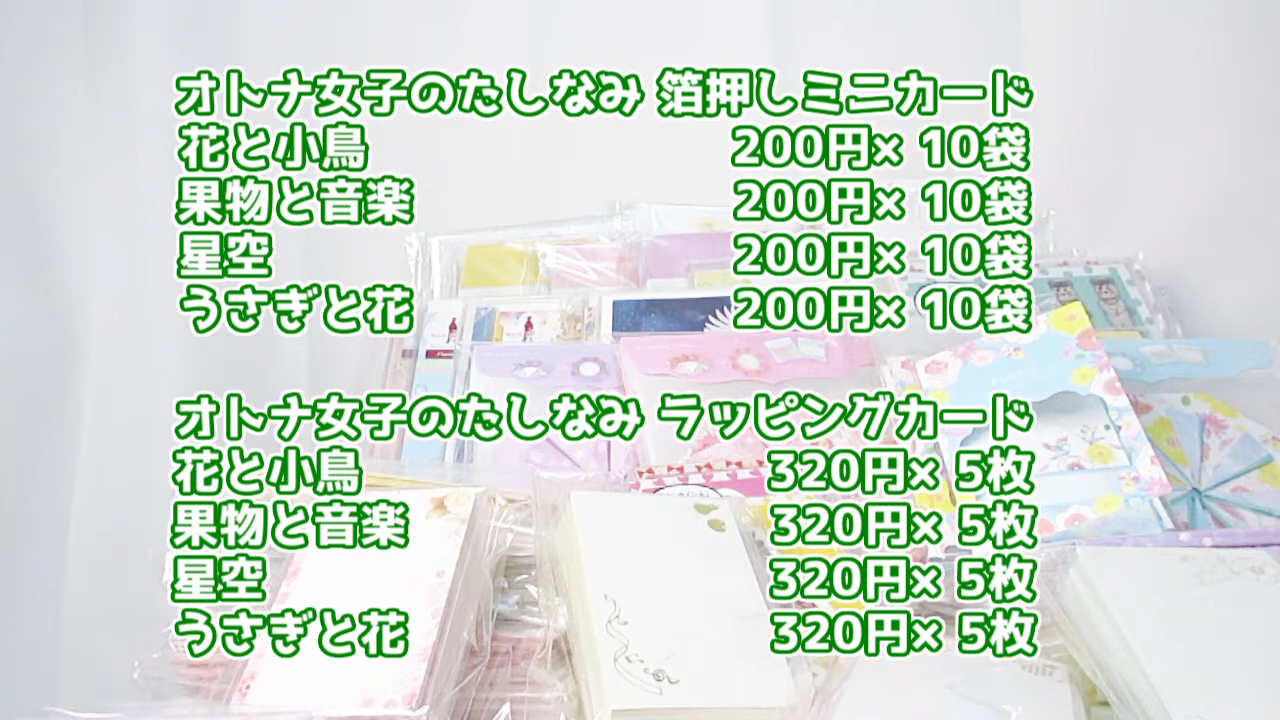 オトナ女子のたしなみ 箔押しミニカード
花と小鳥 200円× 10袋
果物と音楽 200円× 10袋
星空 200円× 10袋
うさぎと花 200円× 10袋
オトナ女子のたしなみ ラッピングカード
花と小鳥 320円× 5枚
果物と音楽 320円× 5枚
星空 320円× 5枚
うさぎと花 320円× 5枚